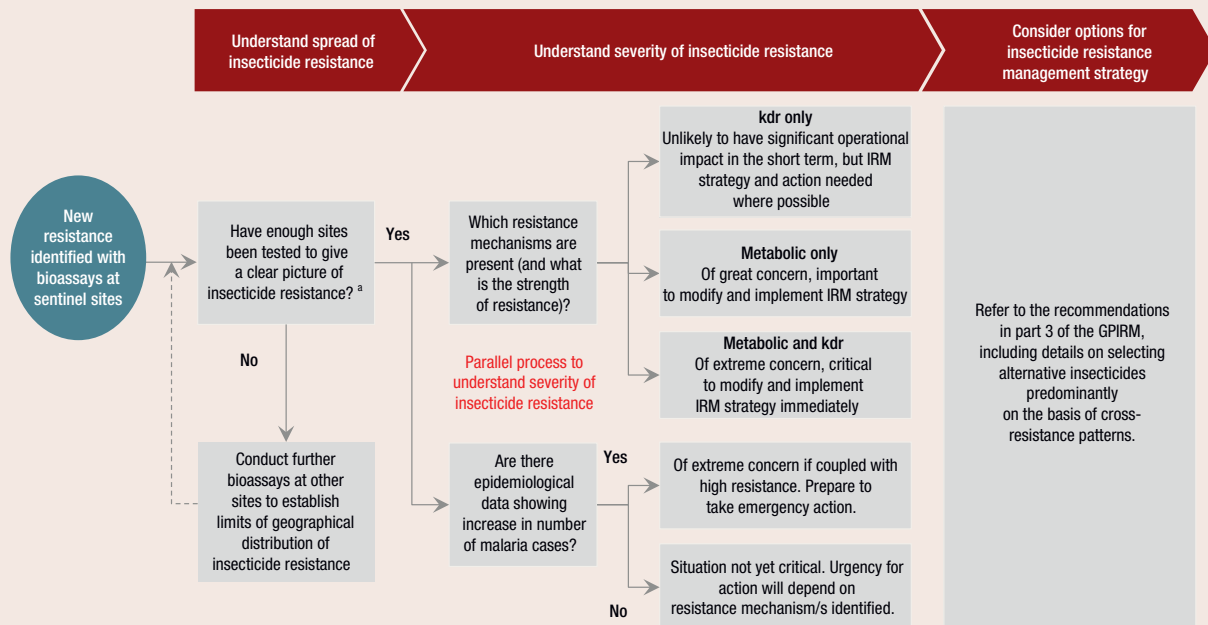 Understand spread of
insecticide resistance
Understand severity of insecticide resistance
Consider options for
insecticide resistance
management strategy
New
resistance
identified with
bioassays at
sentinel sites
Have enough sites
been tested to give
a clear picture of
insecticide resistance? a
Yes
No
Conduct further
bioassays at other
sites to establish
limits of geographical
distribution of
insecticide resistance
Which resistance
mechanisms are
present (and what
is the strength
of resistance)?
Parallel process to
understand severity of
insecticide resistance
Are there
epidemiological
data showing
increase in number
of malaria cases?
Yes
No
kdr only
Unlikely to have significant operational
impact in the short term, but IRM
strategy and action needed
where possible
Metabolic only
Of great concern, important
to modify and implement IRM strategy
Metabolic and kdr
Of extreme concern, critical
to modify and implement
IRM strategy immediately
Of extreme concern if coupled with
high resistance. Prepare to
take emergency action.
Situation not yet critical. Urgency for
action will depend on
resistance mechanism/s identified.
Refer to the recommendations
in part 3 of the GPIRM,
including details on selecting
alternative insecticides
predominantly
on the basis of cross-
resistance patterns.